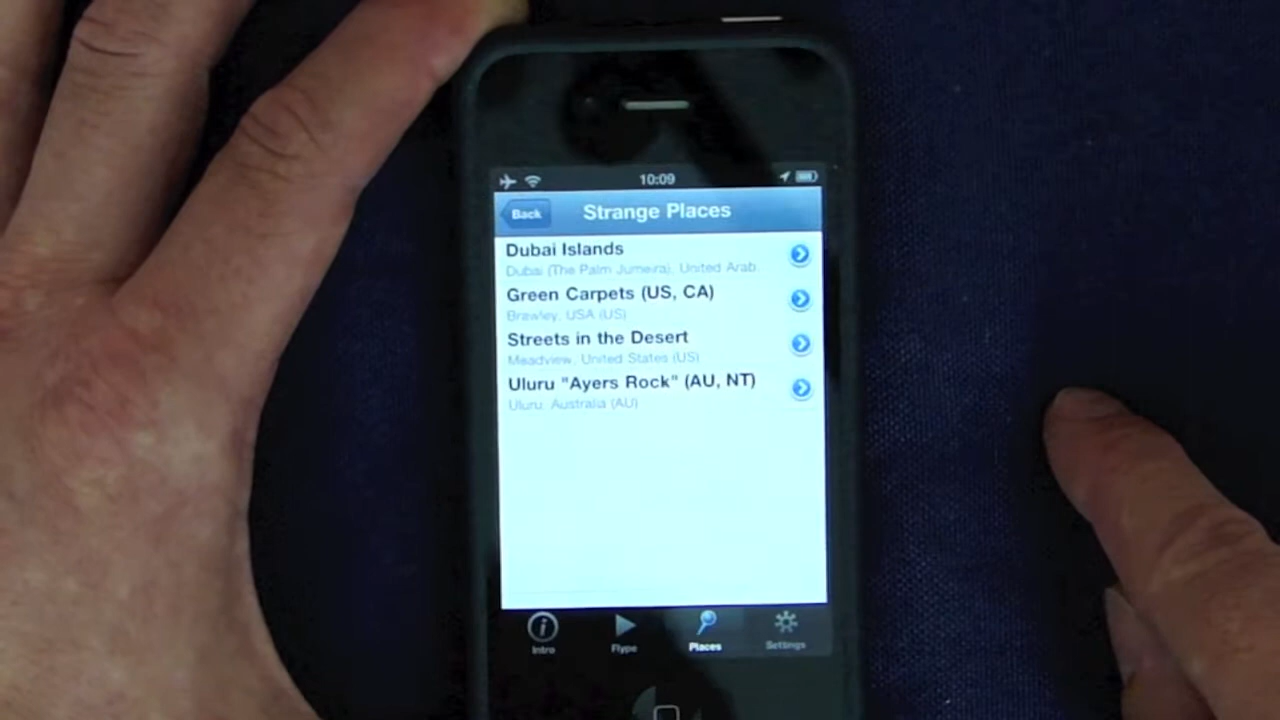 10:09
Back
Strange Places
Dubai Islands
Dubai (The Palm Jumeira), United Arab
Green Carpets (US, CA)
Brawley, USA (US)
Streets in the Desert
Meadview, United States (US)
Uluru "Ayers Rock" (AU, NT)
Uluru, Australia (AU)
Intro
Flype
Places
Settings